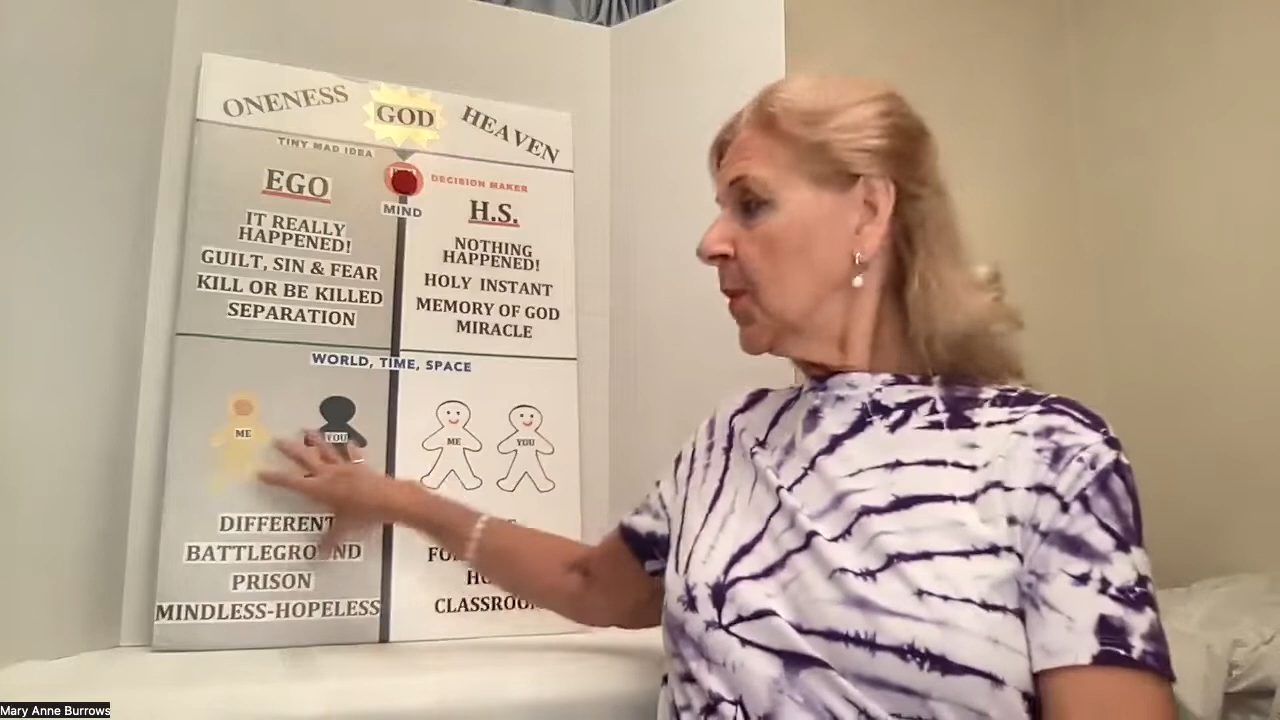 ONENESS GOD HEAVEN
TINY MAD IDEA
EGO
DECISION MAKER
MIND
H.S.
IT REALLY
HAPPENED!
GUILT, SIN & FEAR
KILL OR BE KILLED
SEPARATION
NOTHING
HAPPENED!
HOLY INSTANT
MEMORY OF GOD
MIRACLE
WORLD, TIME, SPACE
ME
YOU
ME
YOU
DIFFERENT
BATTLEGROUND
PRISON
MINDLESS-HOPELESS
CLASSROOM
Mary Anne Burrows